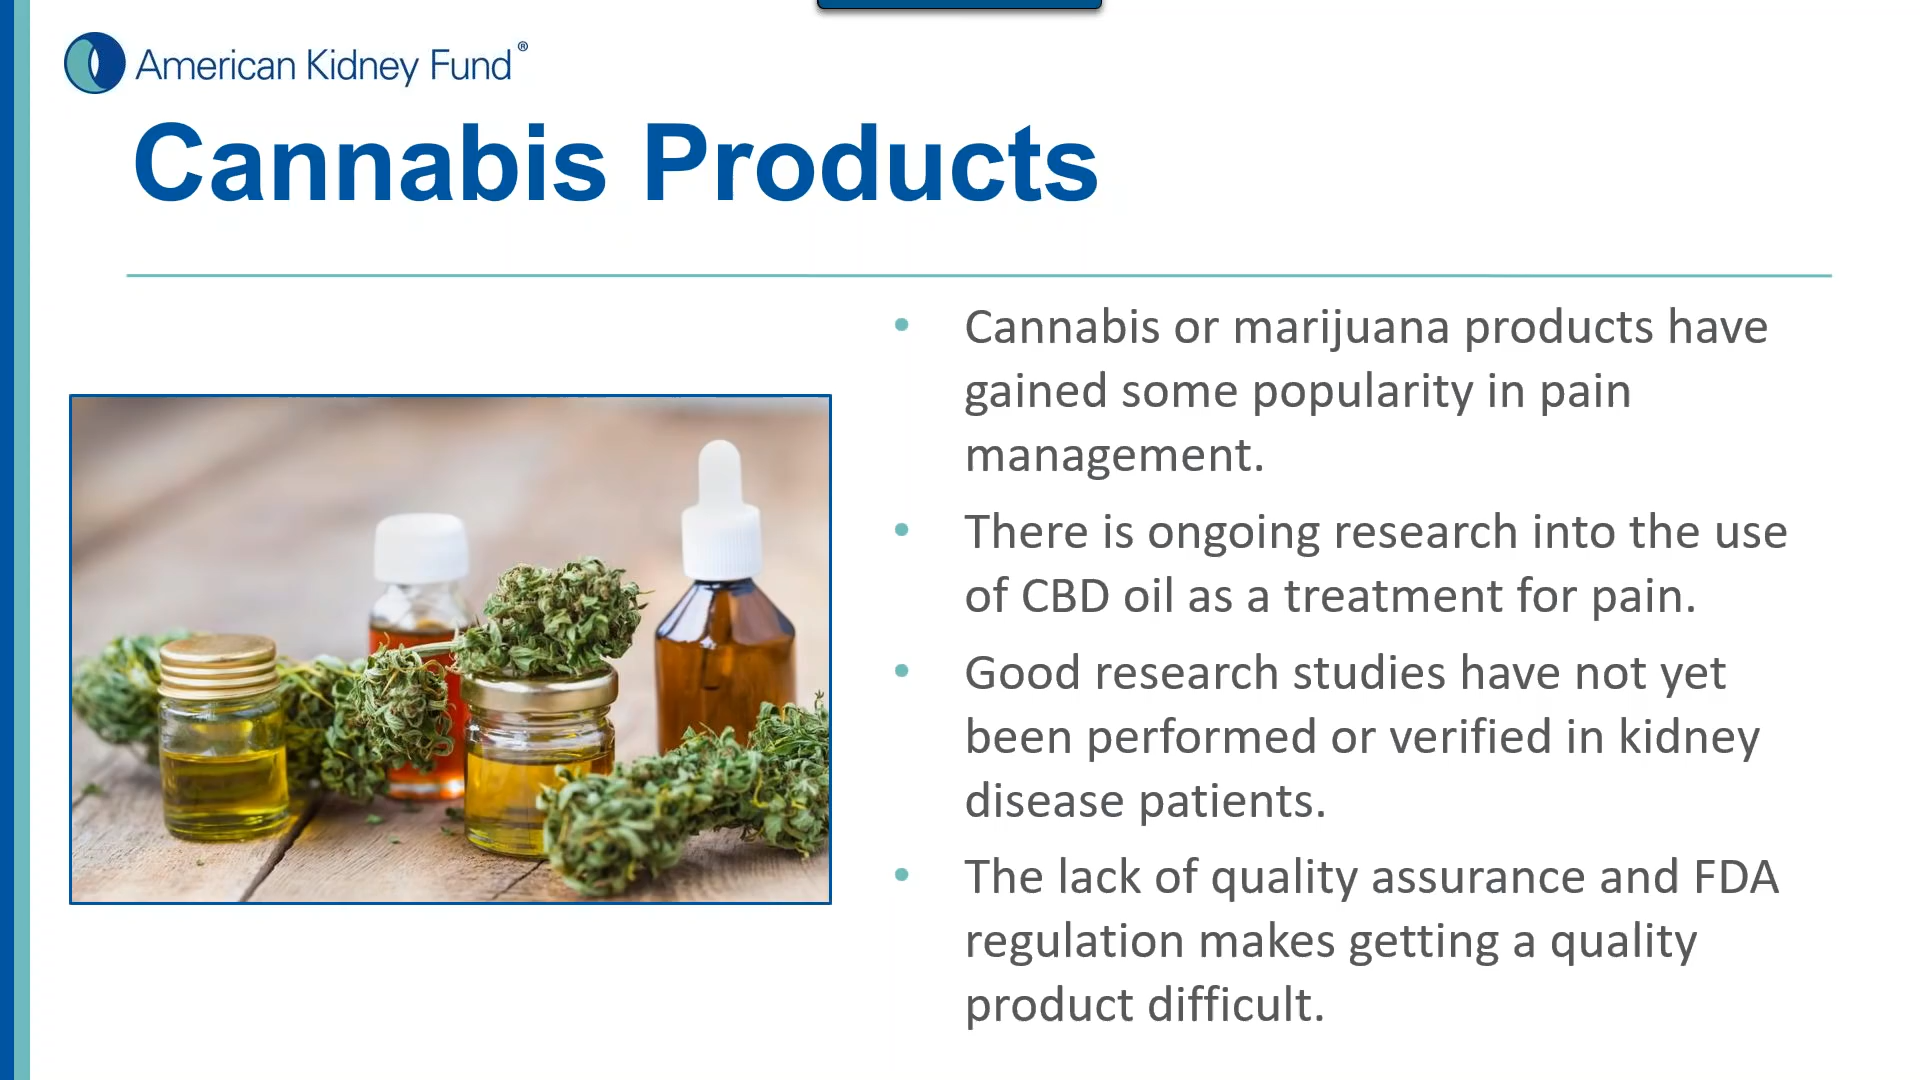 American Kidney Fund®
Cannabis Products
• Cannabis or marijuana products have
gained some popularity in pain
management.
• There is ongoing research into the use
of CBD oil as a treatment for pain.
• Good research studies have not yet
been performed or verified in kidney
disease patients.
• The lack of quality assurance and FDA
regulation makes getting a quality
product difficult.